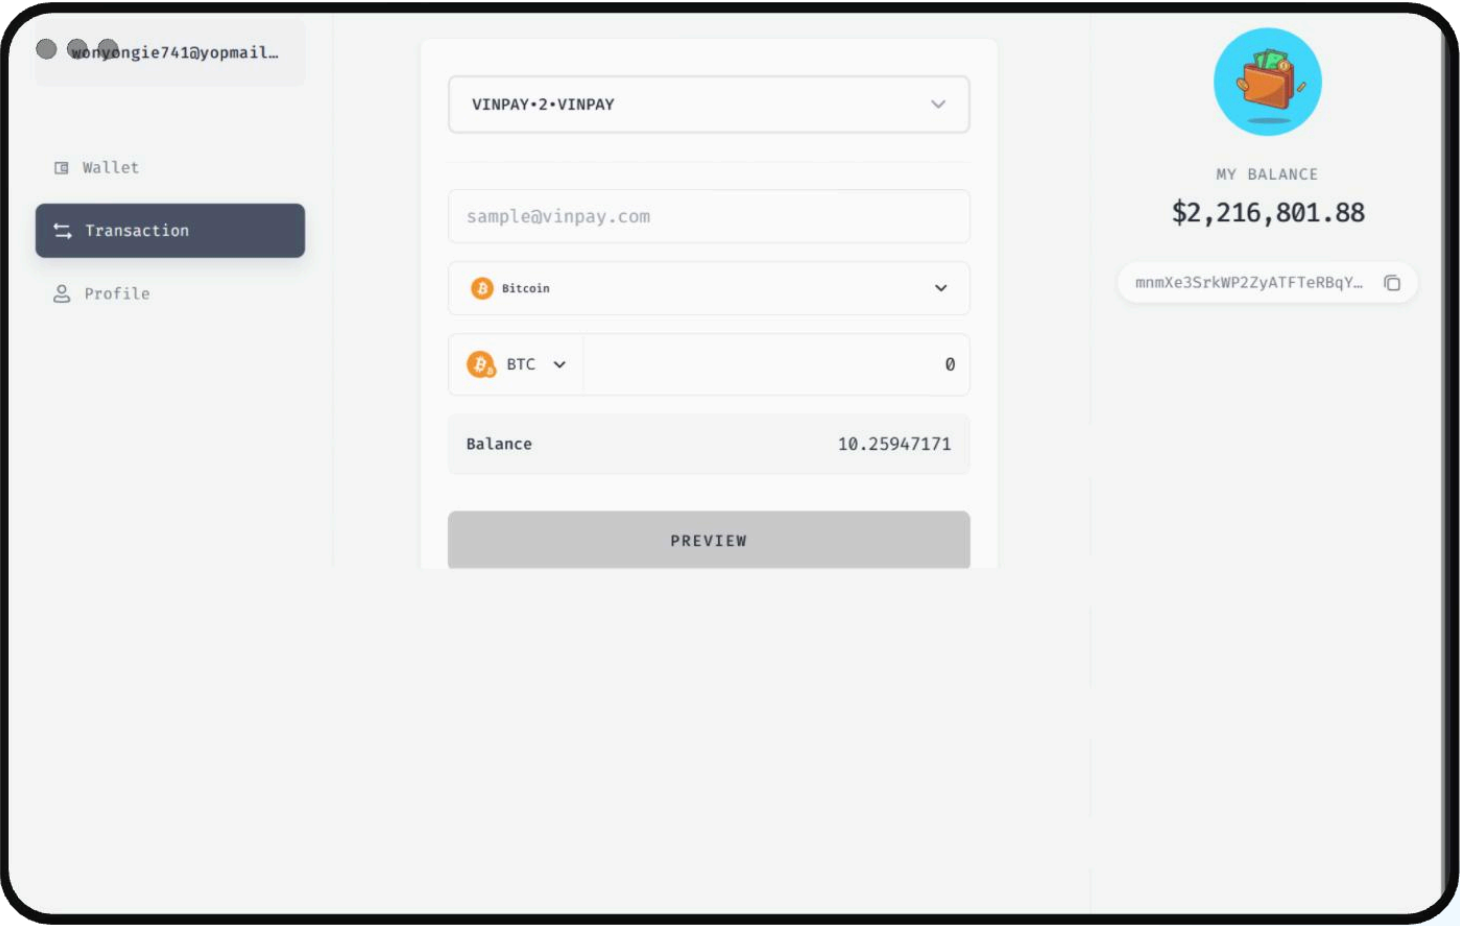 wonyongie741@yopmail…
Wallet
Transaction
Profile
VINPAY•2•VINPAY
sample@vinpay.com
Bitcoin
BTC
0
Balance
10.25947171
PREVIEW
MY BALANCE
$2,216,801.88
mnmXe3SrkWP2ZyATFTeRBqY…